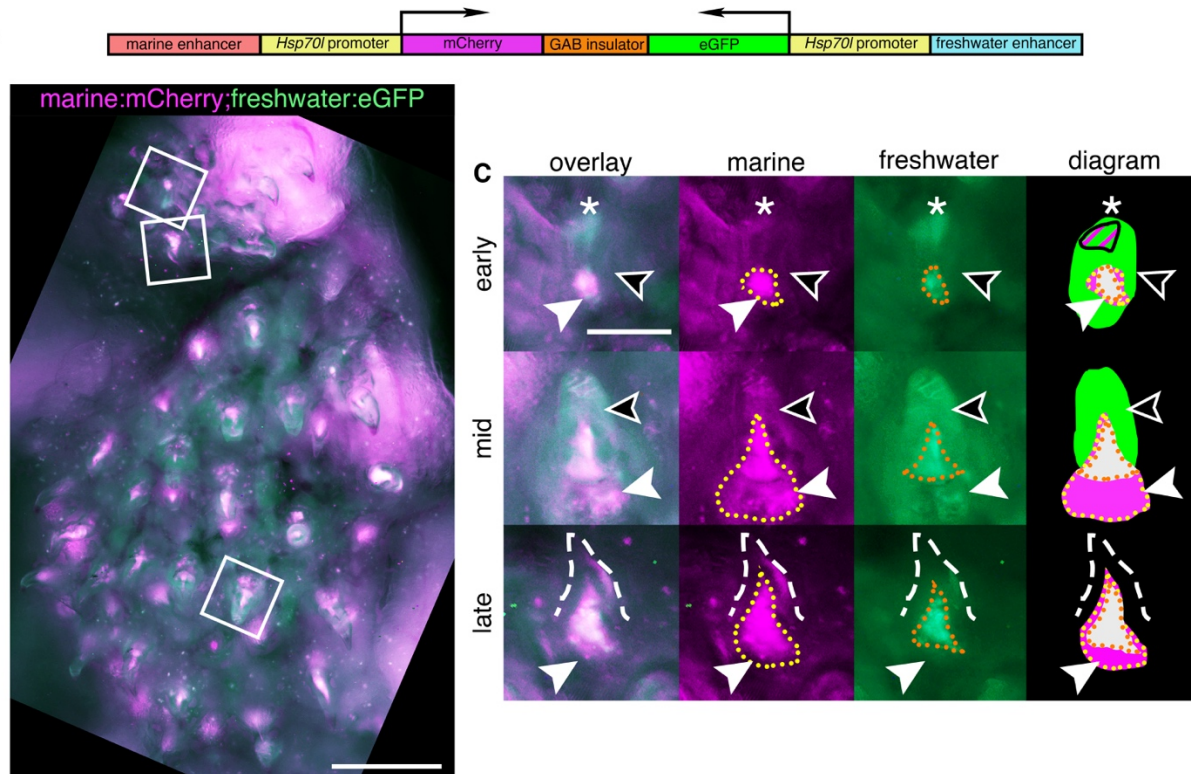 marine enhancer Hsp70l promoter mCherry GAB insulator eGFP Hsp70l promoter freshwater enhancer
marine:mCherry;freshwater:eGFP
C overlay marine freshwater diagram
early
* * * *
mid
late